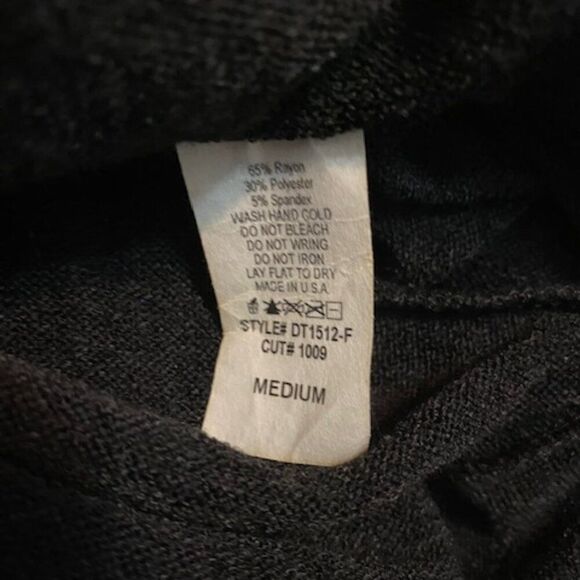 65% Rayon
30% Polyester
5% Spandex
WASH HAND COLD
DO NOT BLEACH
DO NOT WRING
DO NOT IRON
LAY FLAT TO DRY
MADE IN U.S.A
STYLE# DT1512-F
CUT# 1009
MEDIUM